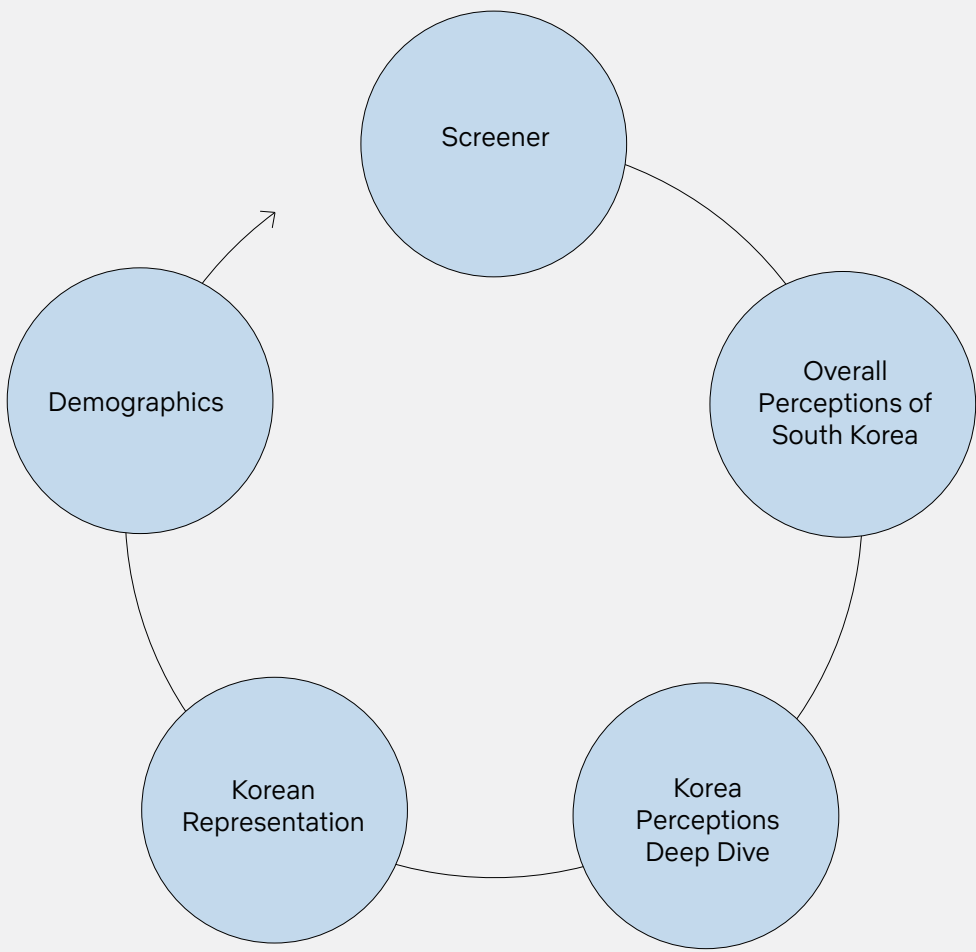 Screener
Overall
Perceptions of
South Korea
Korea
Perceptions
Deep Dive
Korean
Representation
Demographics